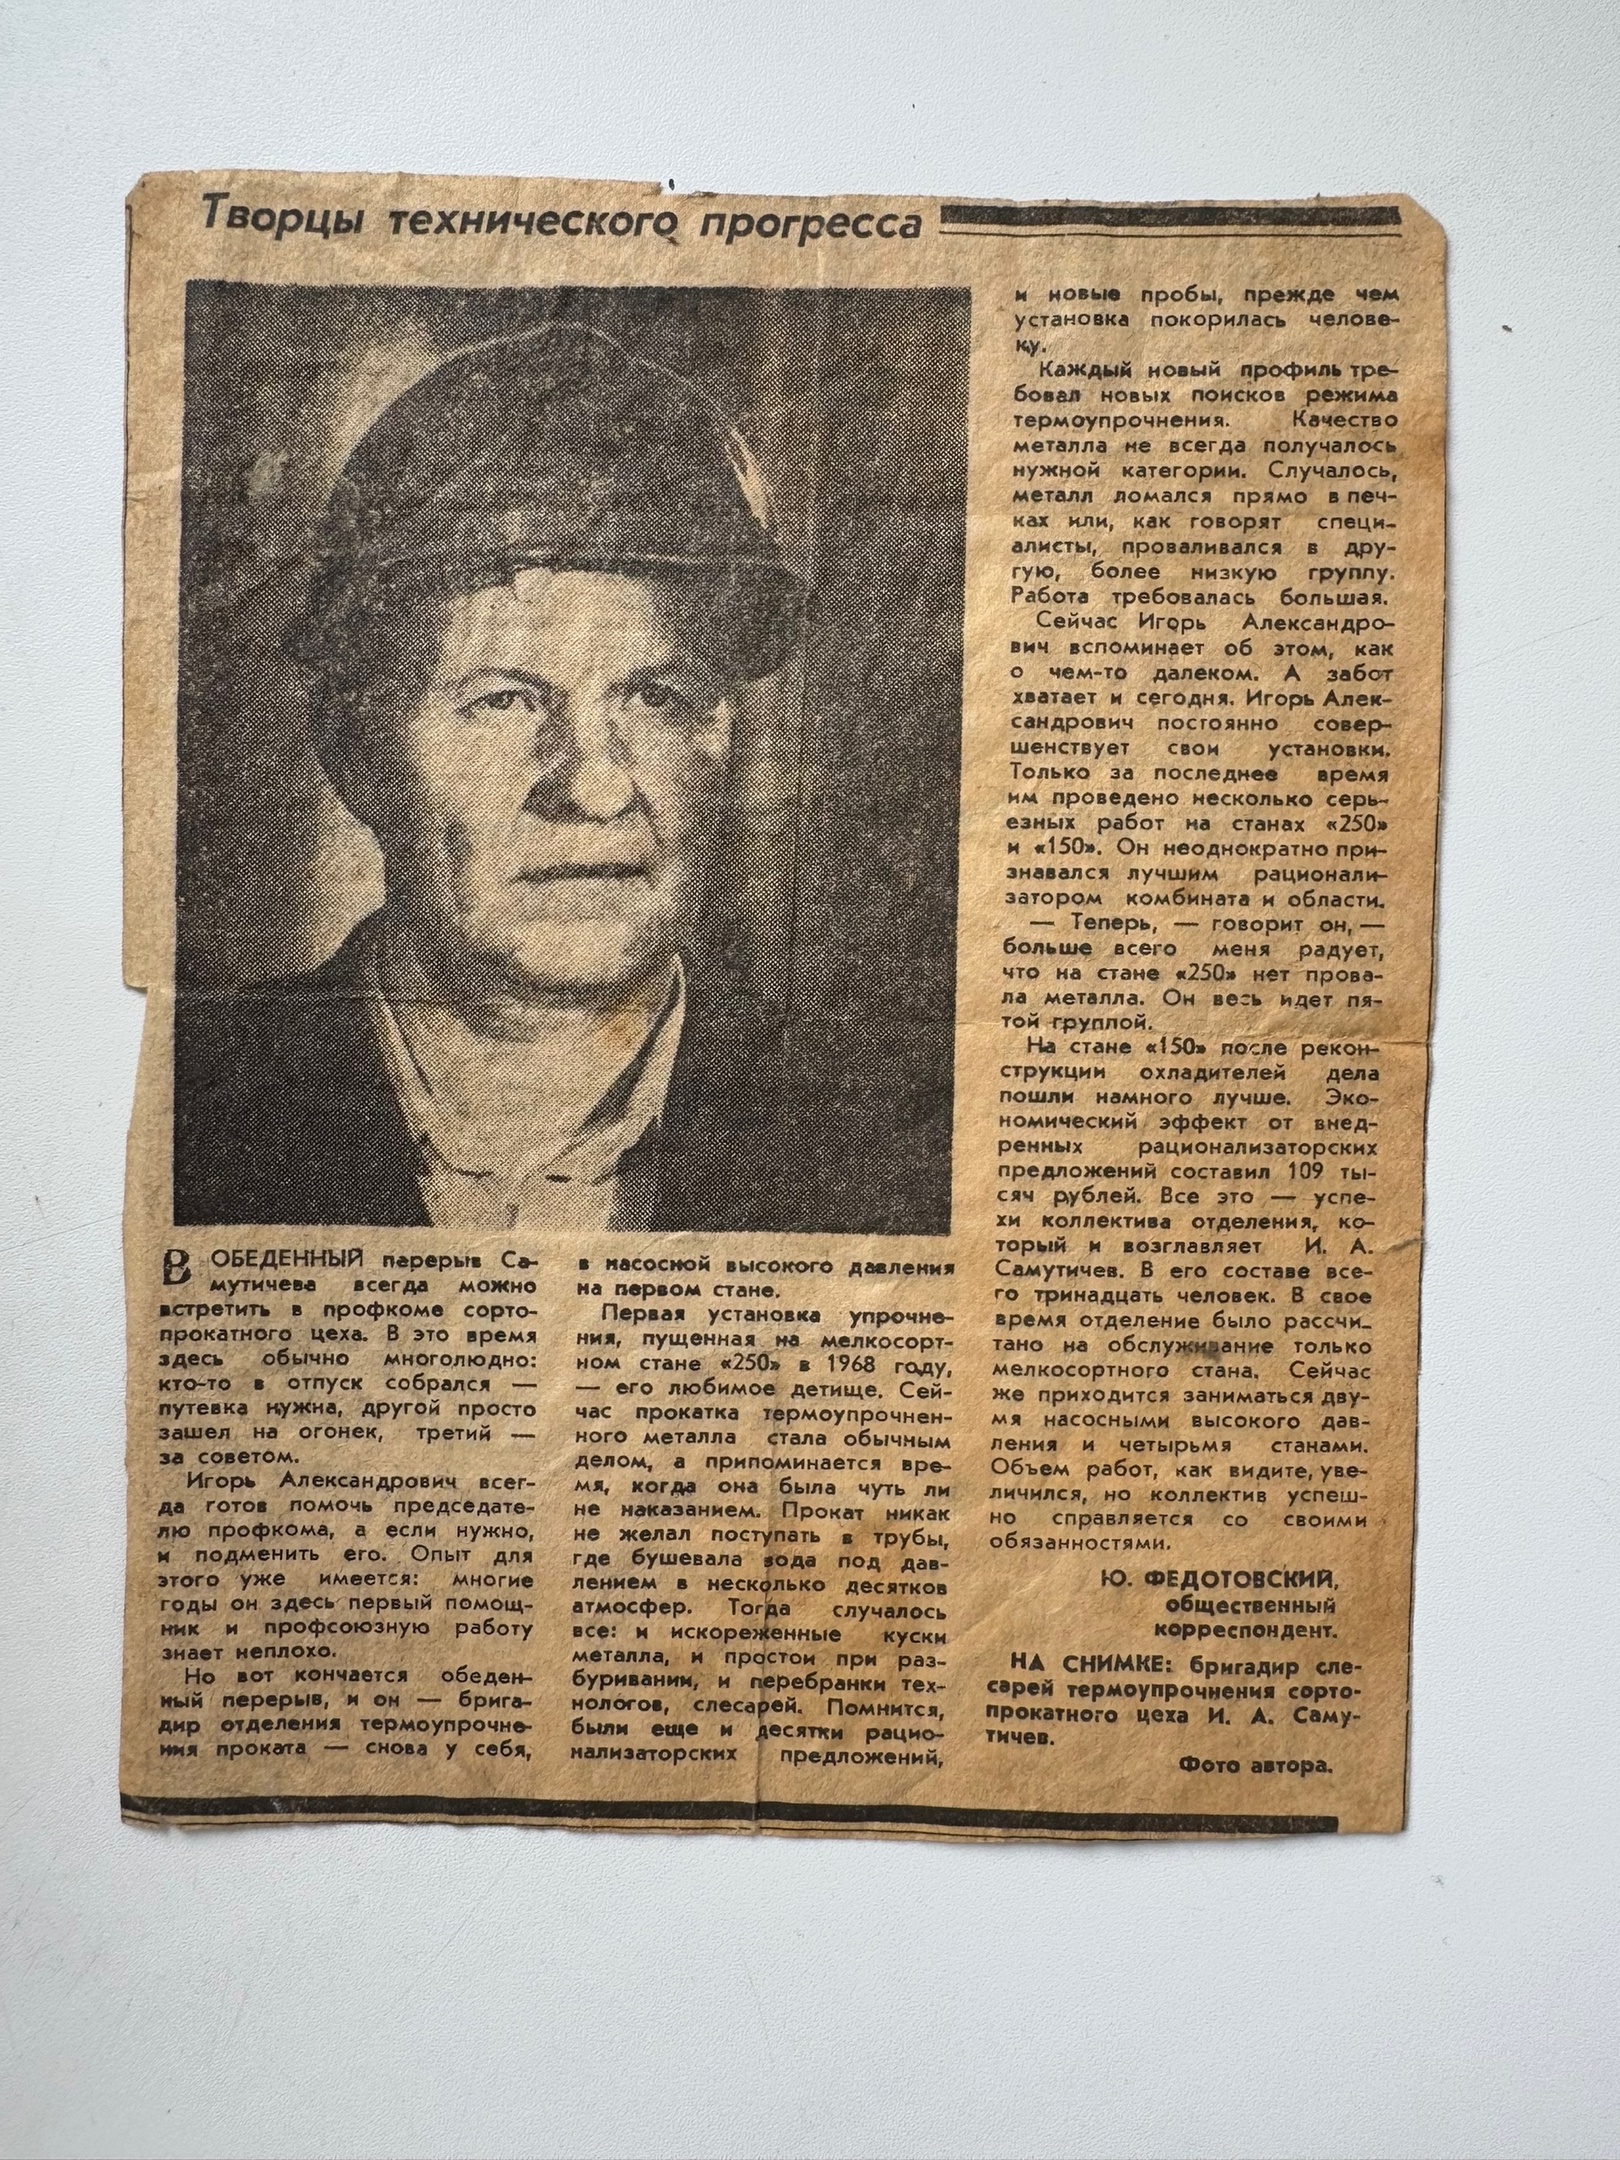 Творцы технического прогресса
В ОБЕДЕННЫЙ перерыв Са-
мутичева всегда можно
встретить в профкоме сорто-
прокатного цеха. В это время
здесь обычно многолюдно:
кто-то в отпуск собрался —
путевка нужна, другой просто
зашел на огонек, третий —
за советом.
Игорь Александрович всег-
да готов помочь председате-
лю профкома, а если нужно,
и подменить его. Опыт для
этого уже имеется: многие
годы он здесь первый помощ-
ник и профсоюзную работу
знает неплохо.
Но вот кончается обеден-
ный перерыв, и он — брига-
дир отделения термоупрочне-
ния проката — снова у себя,
в насосной высокого давления
на первом стане.
Первая установка упрочне-
ния, пущенная на мелкосорт-
ном стане «250» в 1968 году,
— его любимое детище. Сей-
час прокатка термоупрочнен-
ного металла стала обычным
делом, а припоминается вре-
мя, когда она была чуть ли
не наказанием. Прокат никак
не желал поступать в трубы,
где бушевала вода под дав-
лением в несколько десятков
атмосфер. Тогда случалось
все: и искореженные куски
металла, и простои при раз-
буривании, и перебранки тех-
нологов, слесарей. Помнится,
были еще и десятки рацио-
нализаторских предложений,
и новые пробы, прежде чем
установка покорилась челове-
ку.
Каждый новый профиль тре-
бовал новых поисков режима
термоупрочнения. Качество
металла не всегда получалось
нужной категории. Случалось,
металл ломался прямо в печ-
ках или, как говорят специ-
алисты, проваливался в дру-
гую, более низкую группу.
Работа требовалась большая.
Сейчас Игорь Александро-
вич вспоминает об этом, как
о чем-то далеком. А забот
хватает и сегодня. Игорь Алек-
сандрович постоянно совер-
шенствует свои установки.
Только за последнее время
им проведено несколько серь-
езных работ на станах «250»
и «150». Он неоднократно при-
знавался лучшим рационали-
затором комбината и области.
— Теперь, — говорит он, —
больше всего меня радует,
что на стане «250» нет прова-
ла металла. Он весь идет пя-
той группой.
На стане «150» после рекон-
струкции охладителей дела
пошли намного лучше. Эко-
номический эффект от внед-
ренных рационализаторских
предложений составил 109 ты-
сяч рублей. Все это — успе-
хи коллектива отделения, ко-
торый и возглавляет И. А.
Самутичев. В его составе все-
го тринадцать человек. В свое
время отделение было рассчи-
тано на обслуживание только
мелкосортного стана. Сейчас
же приходится заниматься дву-
мя насосными высокого дав-
ления и четырьмя станами.
Объем работ, как видите, уве-
личился, но коллектив успеш-
но справляется со своими
обязанностями.
Ю. ФЕДОТОВСКИЙ,
общественный
корреспондент.
НА СНИМКЕ: бригадир сле-
сарей термоупрочнения сорто-
прокатного цеха И. А. Саму-
тичев.
Фото автора.